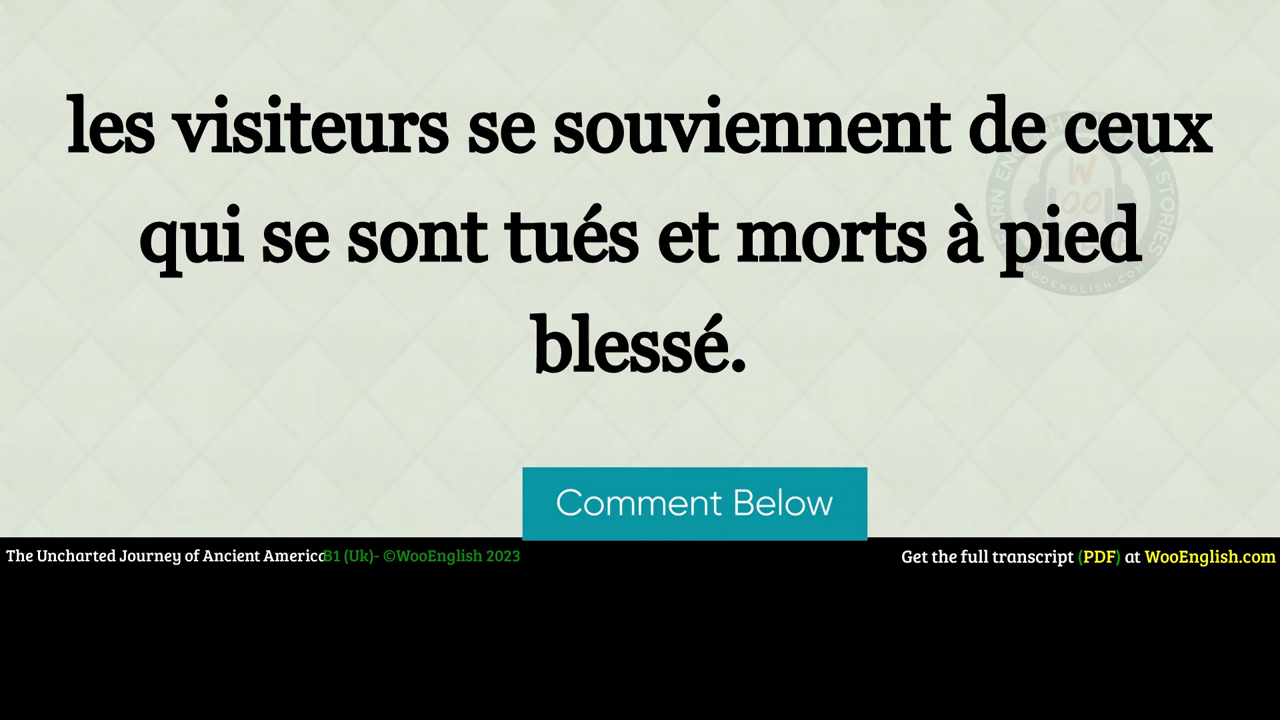 les visiteurs se souviennent de ceux
qui se sont tués et morts à pied
blessé.
Comment Below
The Uncharted Journey of Ancient America
B1 (Uk)- ©WooEnglish 2023
Get the full transcript (PDF) at WooEnglish.com